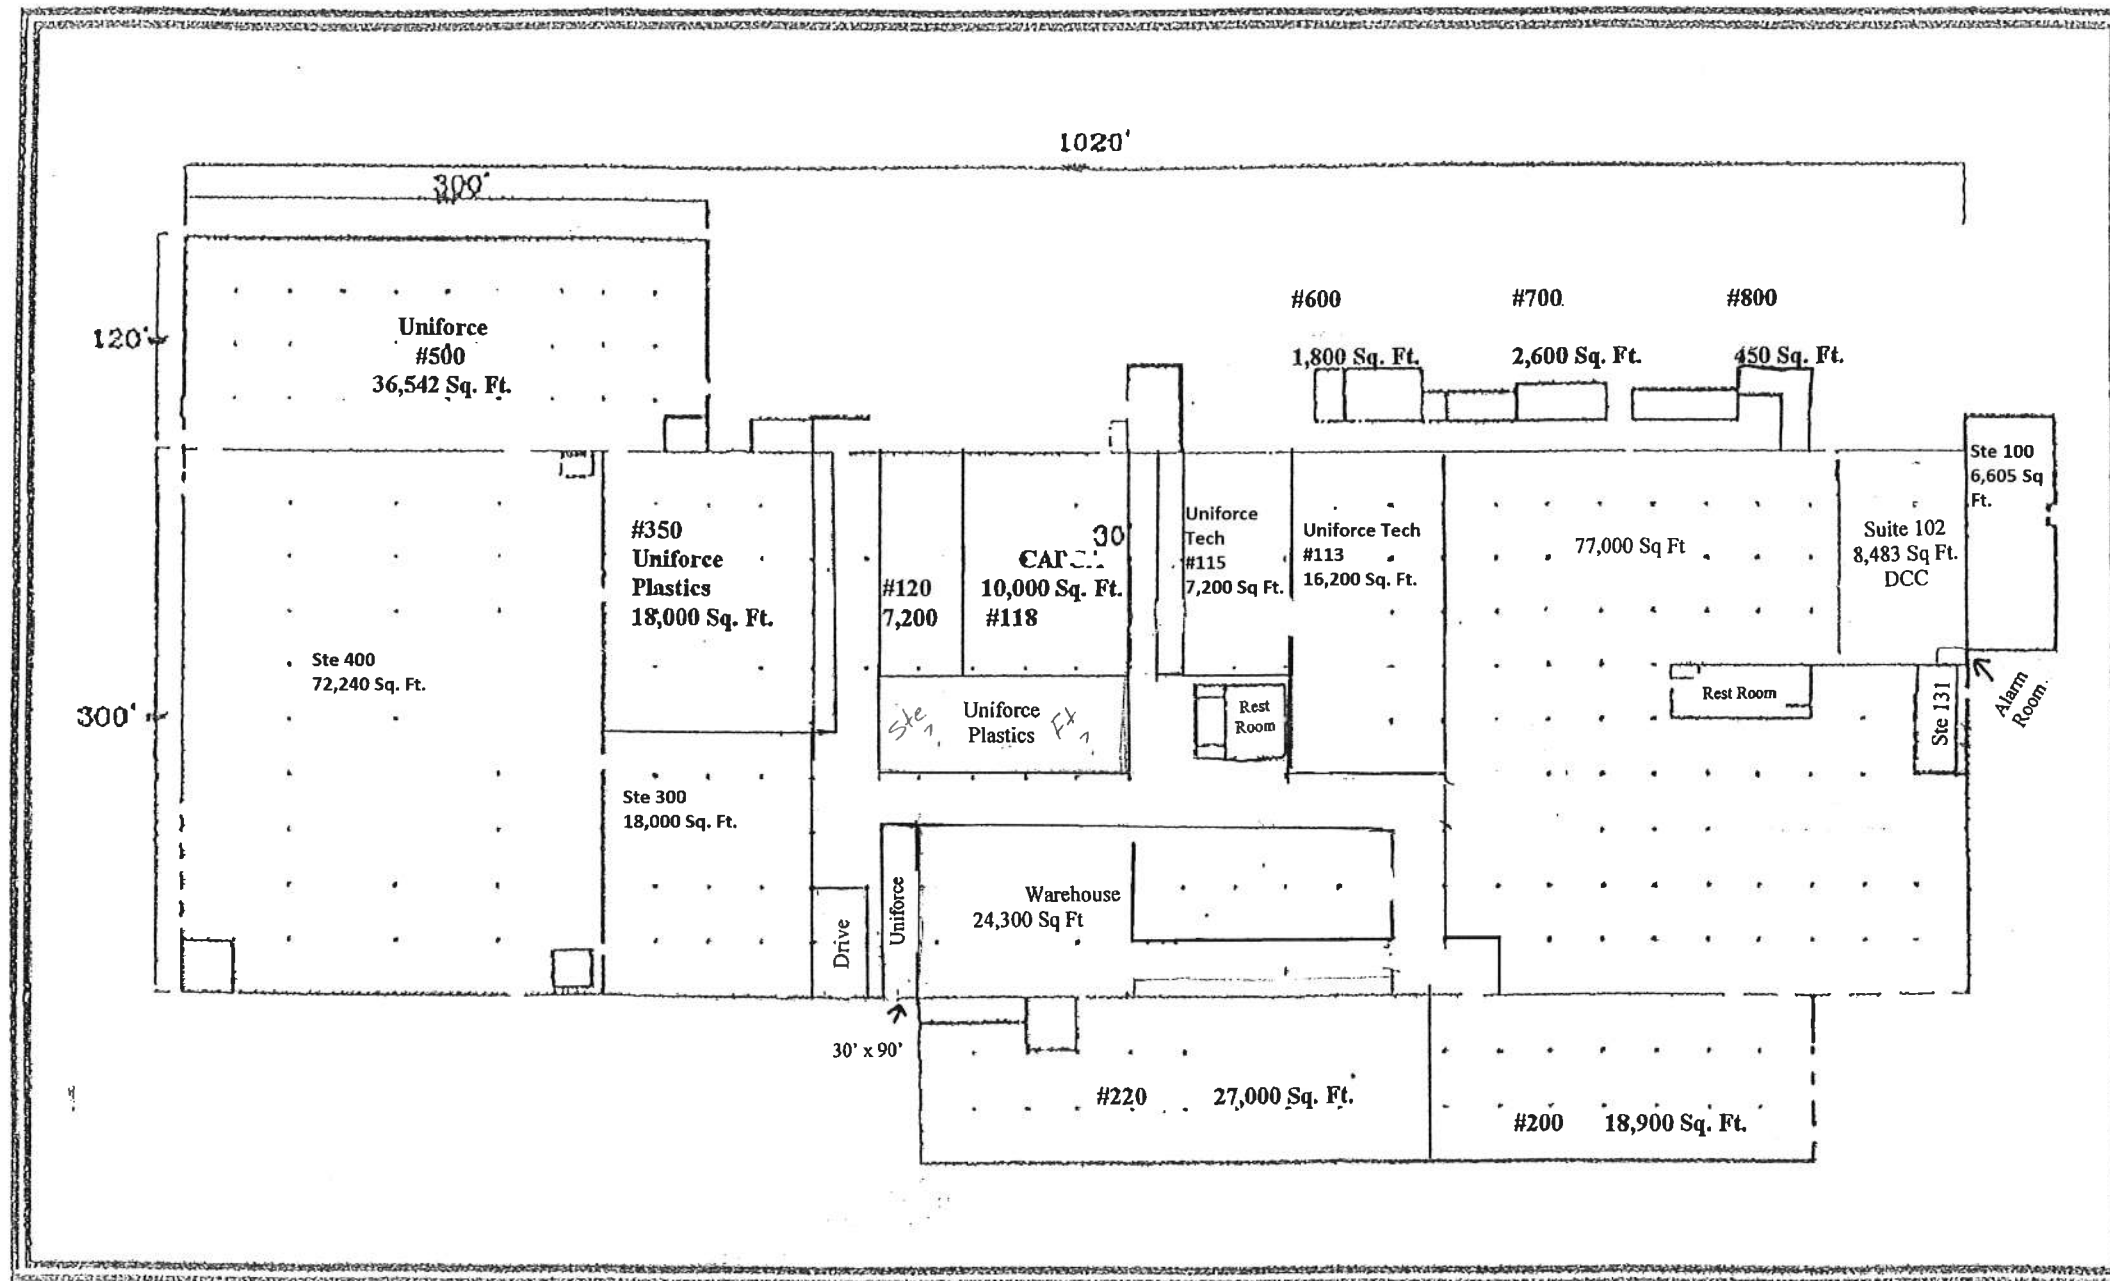 1020'
300'
120'
300'
Uniforce
#500
36,542 Sq. Ft.
#600
1,800 Sq. Ft.
#700
2,600 Sq. Ft.
#800
450 Sq. Ft.
Ste 400
72,240 Sq. Ft.
#350
Uniforce
Plastics
18,000 Sq. Ft.
Ste 300
18,000 Sq. Ft.
#120
7,200
30
10,000 Sq. Ft.
#118
Uniforce
Tech
#115
7,200 Sq Ft.
Uniforce Tech
#113
16,200 Sq. Ft.
77,000 Sq Ft
Suite 102
8,483 Sq Ft.
DCC
Ste 100
6,605 Sq
Ft.
Ste ?
Uniforce
Plastics
Ft ?
Rest
Room
Rest Room
Ste 131
Alarm
Room
Drive
Uniforce
Warehouse
24,300 Sq Ft
30' x 90'
#220 27,000 Sq. Ft.
#200 18,900 Sq. Ft.